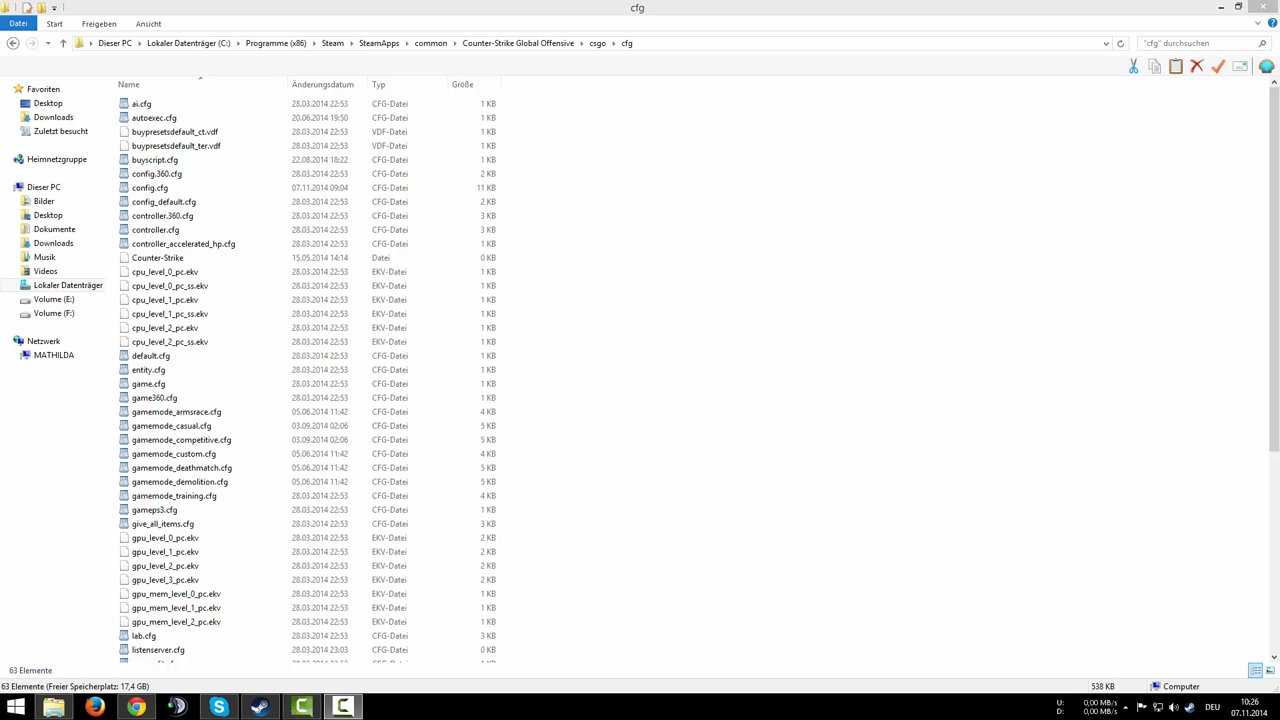 cfg
Datei Start Freigeben Ansicht
Dieser PC Lokaler Datenträger (C:) Programme (x86) Steam SteamApps common Counter-Strike Global Offensive csgo cfg "cfg" durchsuchen
Favoriten
Desktop
Downloads
Zuletzt besucht
Heimnetzgruppe
Dieser PC
Bilder
Desktop
Dokumente
Downloads
Musik
Videos
Lokaler Datenträger
Volume (E:)
Volume (F:)
Netzwerk
MATHILDA
Name Änderungsdatum Typ Größe
ai.cfg 28.03.2014 22:53 CFG-Datei 1 KB
autoexec.cfg 20.06.2014 19:50 CFG-Datei 1 KB
buypresetsdefault_ct.vdf 28.03.2014 22:53 VDF-Datei 1 KB
buypresetsdefault_ter.vdf 28.03.2014 22:53 VDF-Datei 1 KB
buyscript.cfg 22.08.2014 18:22 CFG-Datei 1 KB
config.360.cfg 28.03.2014 22:53 CFG-Datei 2 KB
config.cfg 07.11.2014 09:04 CFG-Datei 11 KB
config_default.cfg 28.03.2014 22:53 CFG-Datei 2 KB
controller.360.cfg 28.03.2014 22:53 CFG-Datei 3 KB
controller.cfg 28.03.2014 22:53 CFG-Datei 3 KB
controller_accelerated_hp.cfg 28.03.2014 22:53 CFG-Datei 3 KB
Counter-Strike 15.05.2014 14:14 Datei 0 KB
cpu_level_0_pc.ekv 28.03.2014 22:53 EKV-Datei 1 KB
cpu_level_0_pc_ss.ekv 28.03.2014 22:53 EKV-Datei 1 KB
cpu_level_1_pc.ekv 28.03.2014 22:53 EKV-Datei 1 KB
cpu_level_1_pc_ss.ekv 28.03.2014 22:53 EKV-Datei 1 KB
cpu_level_2_pc.ekv 28.03.2014 22:53 EKV-Datei 1 KB
cpu_level_2_pc_ss.ekv 28.03.2014 22:53 EKV-Datei 1 KB
default.cfg 28.03.2014 22:53 CFG-Datei 1 KB
entity.cfg 28.03.2014 22:53 CFG-Datei 1 KB
game.cfg 28.03.2014 22:53 CFG-Datei 1 KB
game360.cfg 28.03.2014 22:53 CFG-Datei 1 KB
gamemode_armsrace.cfg 05.06.2014 11:42 CFG-Datei 4 KB
gamemode_casual.cfg 03.09.2014 02:06 CFG-Datei 5 KB
gamemode_competitive.cfg 03.09.2014 02:06 CFG-Datei 5 KB
gamemode_custom.cfg 05.06.2014 11:42 CFG-Datei 4 KB
gamemode_deathmatch.cfg 05.06.2014 11:42 CFG-Datei 5 KB
gamemode_demolition.cfg 05.06.2014 11:42 CFG-Datei 5 KB
gamemode_training.cfg 28.03.2014 22:53 CFG-Datei 4 KB
gameps3.cfg 28.03.2014 22:53 CFG-Datei 1 KB
give_all_items.cfg 28.03.2014 22:53 CFG-Datei 3 KB
gpu_level_0_pc.ekv 28.03.2014 22:53 EKV-Datei 2 KB
gpu_level_1_pc.ekv 28.03.2014 22:53 EKV-Datei 2 KB
gpu_level_2_pc.ekv 28.03.2014 22:53 EKV-Datei 2 KB
gpu_level_3_pc.ekv 28.03.2014 22:53 EKV-Datei 2 KB
gpu_mem_level_0_pc.ekv 28.03.2014 22:53 EKV-Datei 1 KB
gpu_mem_level_1_pc.ekv 28.03.2014 22:53 EKV-Datei 1 KB
gpu_mem_level_2_pc.ekv 28.03.2014 22:53 EKV-Datei 1 KB
lab.cfg 28.03.2014 22:53 CFG-Datei 3 KB
listenserver.cfg 28.03.2014 23:03 CFG-Datei 0 KB
63 Elemente
63 Elemente (Freier Speicherplatz: 17,4 GB) 538 KB Computer
U: 0,00 MB/s
D: 0,00 MB/s
DEU
10:26
07.11.2014